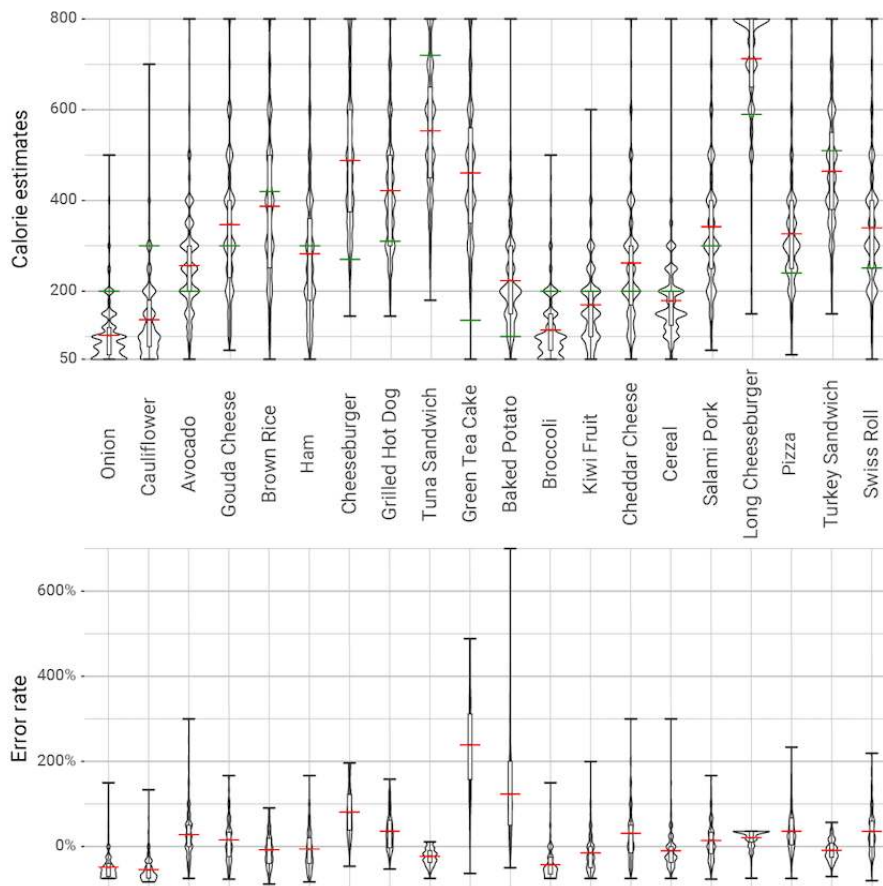 Calorie estimates
800
600
400
200
50
Onion
Cauliflower
Avocado
Gouda Cheese
Brown Rice
Ham
Cheeseburger
Grilled Hot Dog
Tuna Sandwich
Green Tea Cake
Baked Potato
Broccoli
Kiwi Fruit
Cheddar Cheese
Cereal
Salami Pork
Long Cheeseburger
Pizza
Turkey Sandwich
Swiss Roll
Error rate
600%
400%
200%
0%